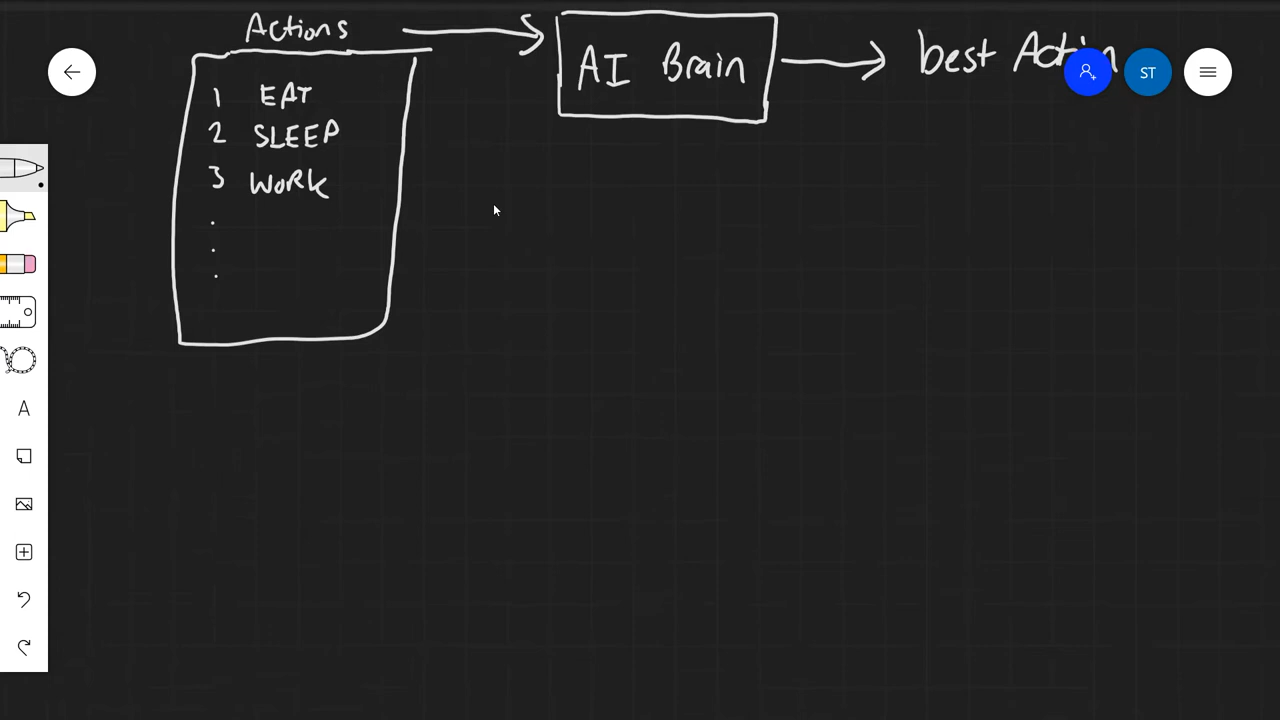 Actions
AI Brain
best Action
1 EAT
2 SLEEP
3 WORK
.
.
.
ST
A